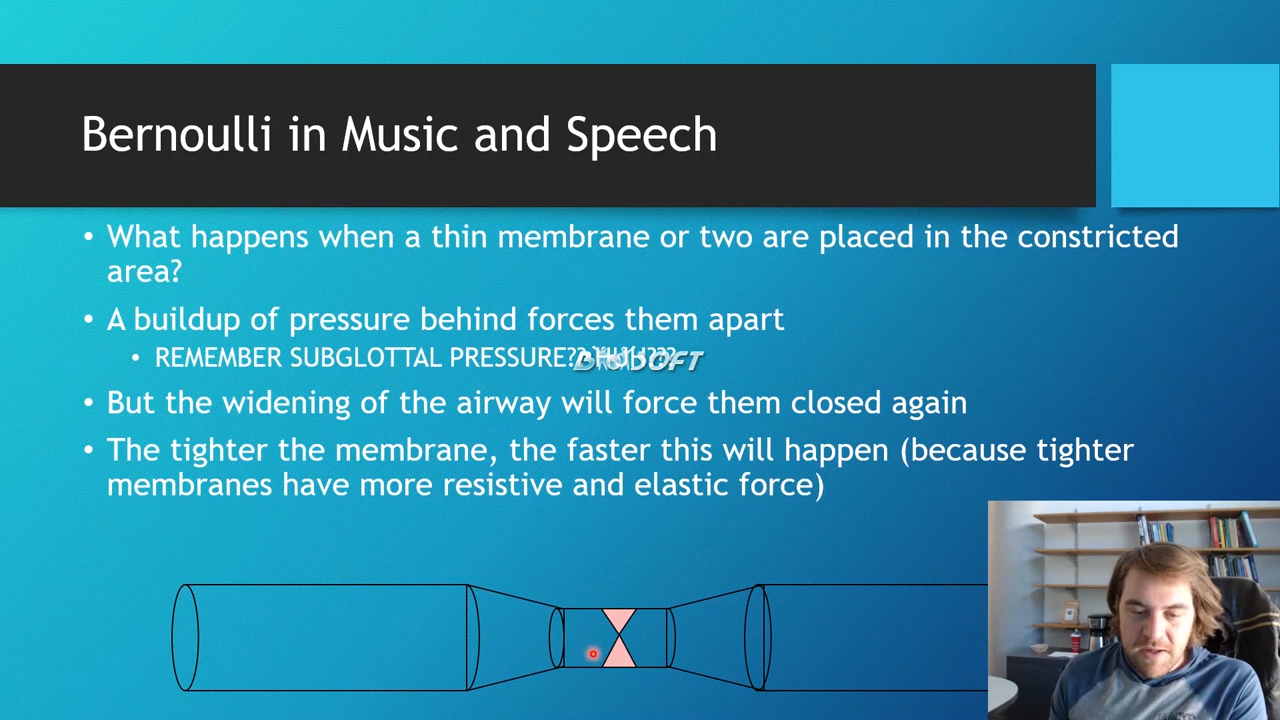 Bernoulli in Music and Speech
• What happens when a thin membrane or two are placed in the constricted
area?
• A buildup of pressure behind forces them apart
• REMEMBER SUBGLOTTAL PRESSURE??
• But the widening of the airway will force them closed again
• The tighter the membrane, the faster this will happen (because tighter
membranes have more resistive and elastic force)